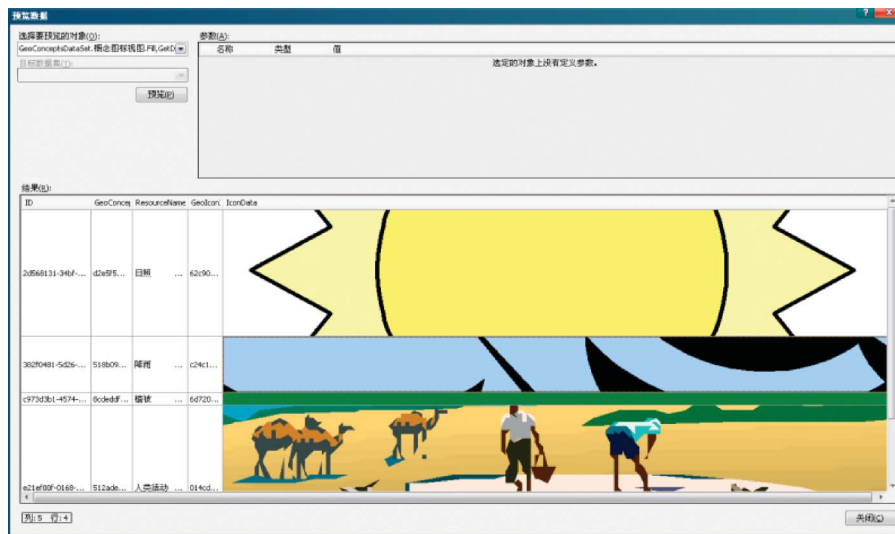 预览数据
选择要预览的对象(O):
GeoConceptsDataSet.概念图标视图.Fill,GetD
目标数据集(T):
预览(P)
参数(A):
名称 类型 值
选定的对象上没有定义参数。
结果(R):
ID GeoConcep ResourceName GeoIcon( IconData
2d568131-34bf-... d2e5f5... 日照 ... 62c90...
382f0481-5d26-... 518b09... 降雨 ... c24c1...
c973d3b1-4574-... 8cdeddf... 植被 ... 6d720...
e21ef00f-0168-... 512ade... 人类活动 ... 014cd...
列: 5 行: 4
关闭(C)